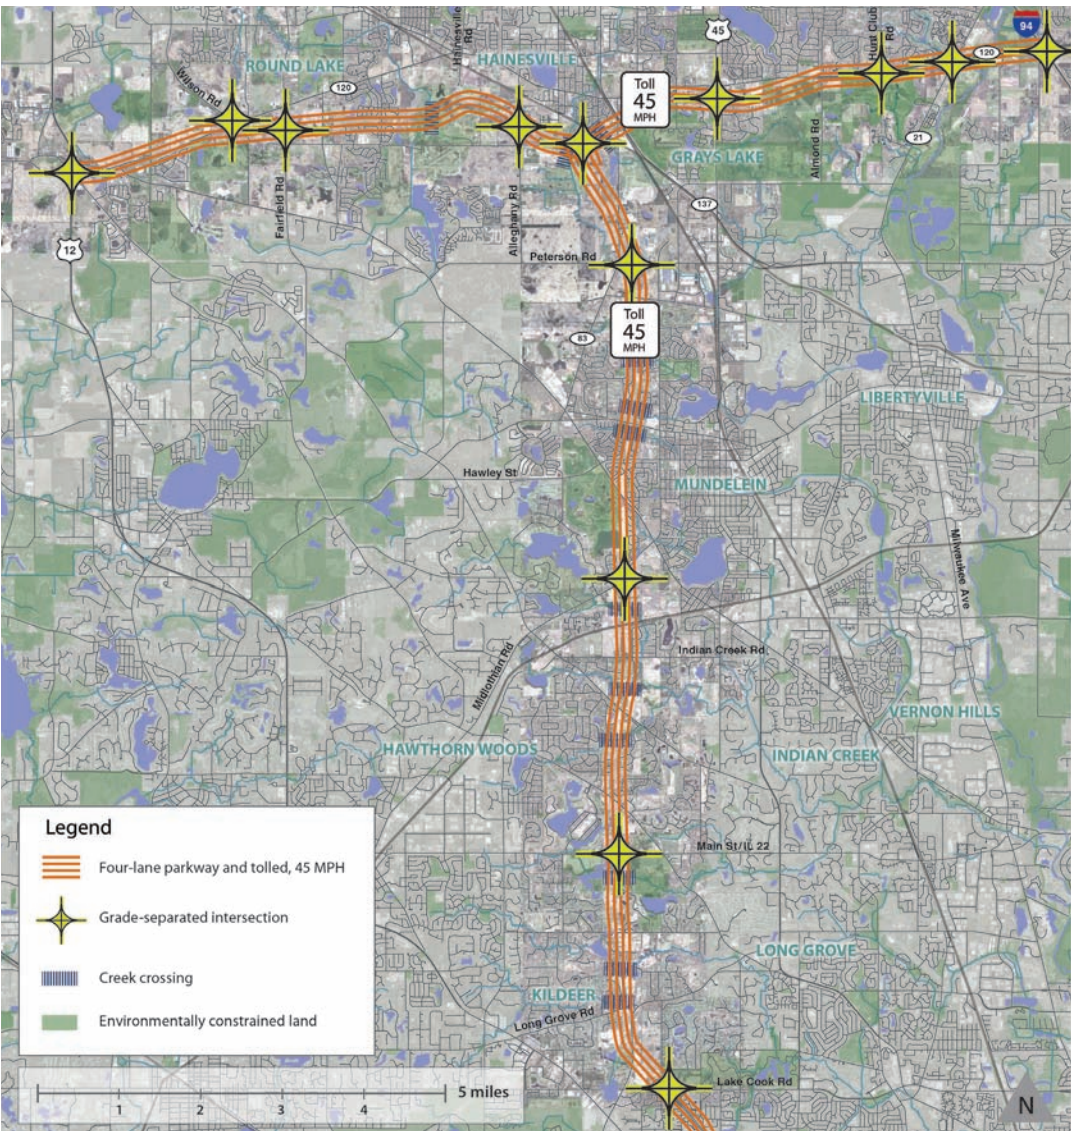 Hainesville Rd
45
Hunt Club Rd
94
ROUND LAKE
HAINESVILLE
120
120
Wilson Rd
Toll
45
MPH
Almond Rd
21
GRAYS LAKE
Fairfield Rd
Alleghany Rd
137
12
Peterson Rd
Toll
45
MPH
83
LIBERTYVILLE
Hawley St
MUNDELEIN
Milwaukee Ave
Midlothian Rd
Indian Creek Rd
VERNON HILLS
HAWTHORN WOODS
INDIAN CREEK
Main St/IL 22
LONG GROVE
KILDEER
Long Grove Rd
Lake Cook Rd
Legend
Four-lane parkway and tolled, 45 MPH
Grade-separated intersection
Creek crossing
Environmentally constrained land
1 2 3 4 5 miles
N